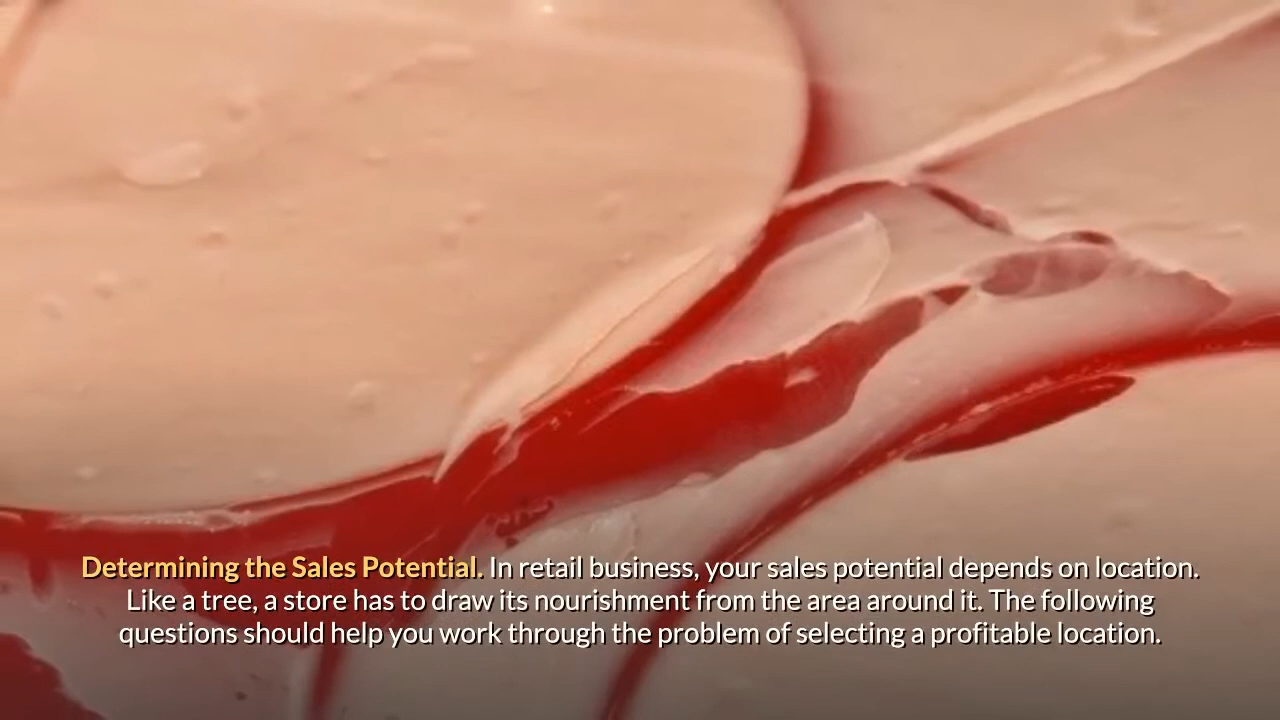 Determining the Sales Potential. In retail business, your sales potential depends on location.
Like a tree, a store has to draw its nourishment from the area around it. The following
questions should help you work through the problem of selecting a profitable location.